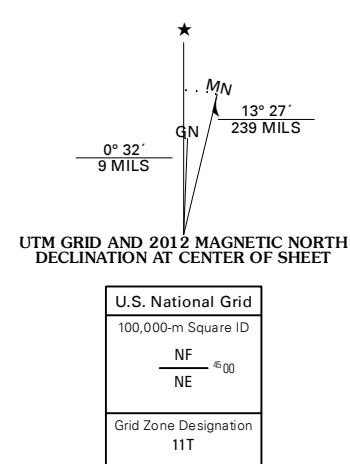 ★
MN
13° 27´
239 MILS
GN
0° 32´
9 MILS
UTM GRID AND 2012 MAGNETIC NORTH
DECLINATION AT CENTER OF SHEET
U.S. National Grid
100,000-m Square ID
NF
4500
NE
Grid Zone Designation
11T